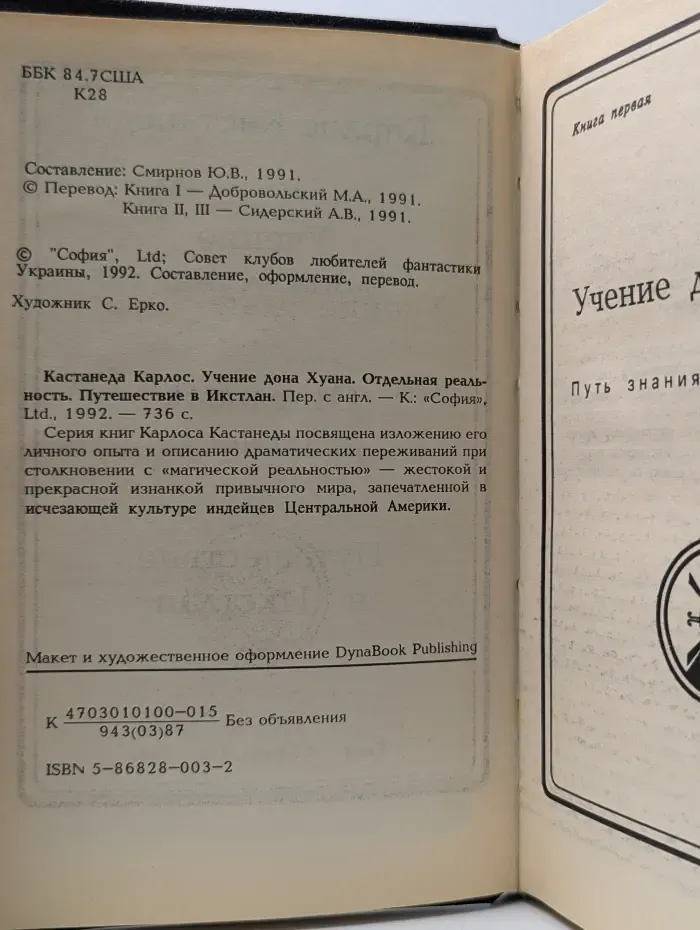 ББК 84.7США
К28
Составление: Смирнов Ю.В., 1991.
© Перевод: Книга I — Добровольский М.А., 1991.
Книга II, III — Сидерский А.В., 1991.
© "София", Ltd; Совет клубов любителей фантастики
Украины, 1992. Составление, оформление, перевод.
Художник С. Ерко.
Кастанеда Карлос. Учение дона Хуана. Отдельная реаль-
ность. Путешествие в Икстлан. Пер. с англ. — К.: «София»,
Ltd., 1992. — 736 с.
Серия книг Карлоса Кастанеды посвящена изложению его
личного опыта и описанию драматических переживаний при
столкновении с «магической реальностью» — жестокой и
прекрасной изнанкой привычного мира, запечатленной в
исчезающей культуре индейцев Центральной Америки.
Макет и художественное оформление DynaBook Publishing
К 4703010100—015 Без объявления
943(03)87
ISBN 5-86828-003-2
Книга первая
Учение д
Путь знания